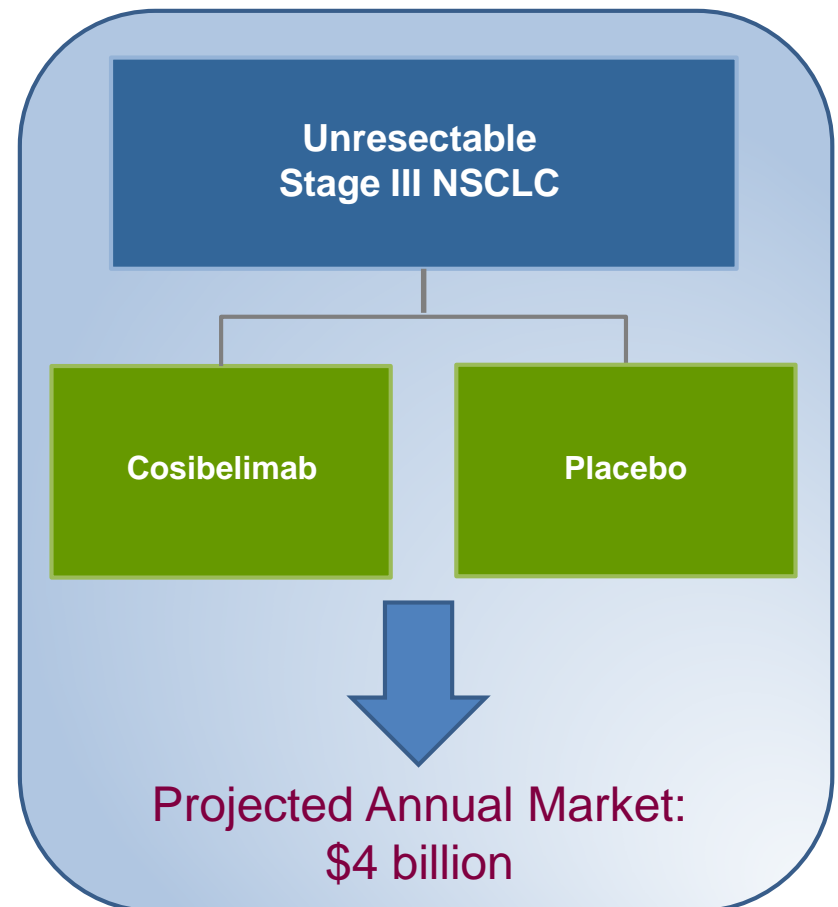 Unresectable
Stage III NSCLC
Cosibelimab
Placebo
Projected Annual Market:
$4 billion